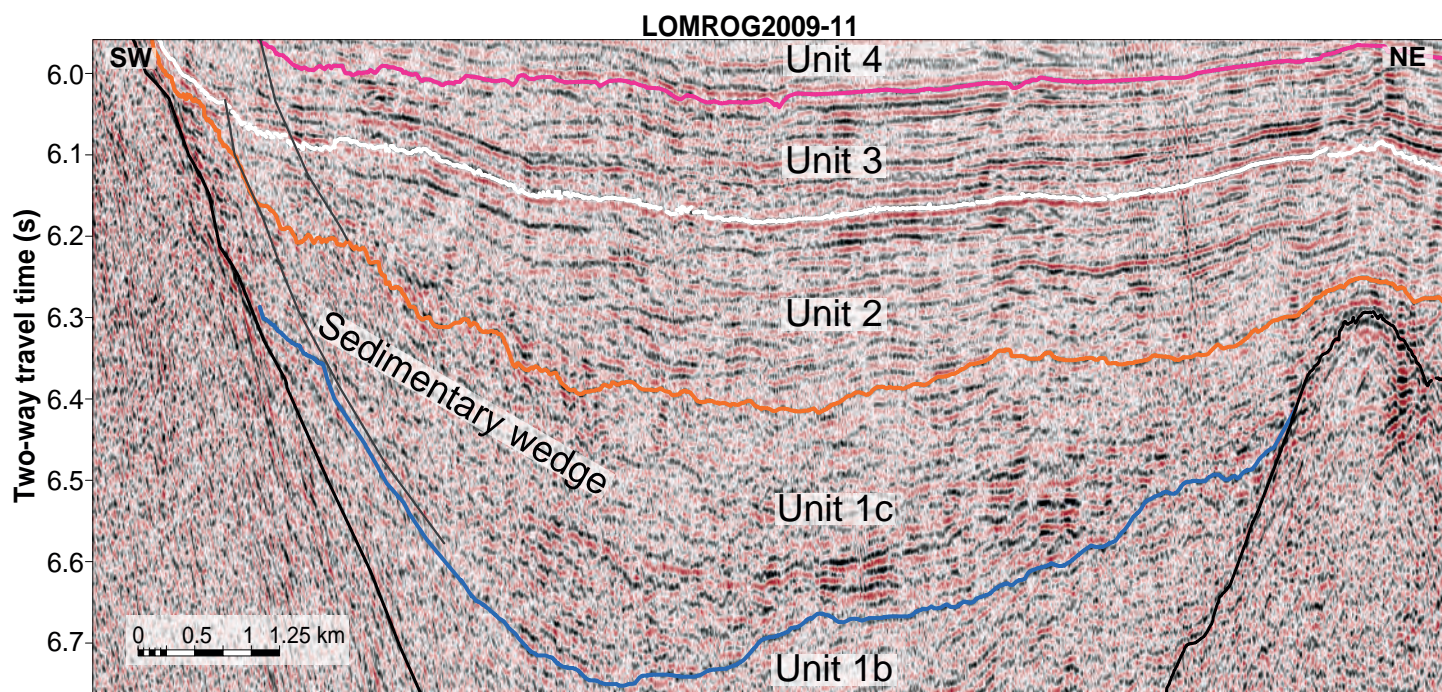 LOMROG2009-11
SW
Unit 4
NE
6.0
6.1
Unit 3
6.2
6.3
Unit 2
Sedimentary wedge
6.4
6.5
Unit 1c
6.6
6.7
Unit 1b
0 0.5 1 1.25 km
Two-way travel time (s)